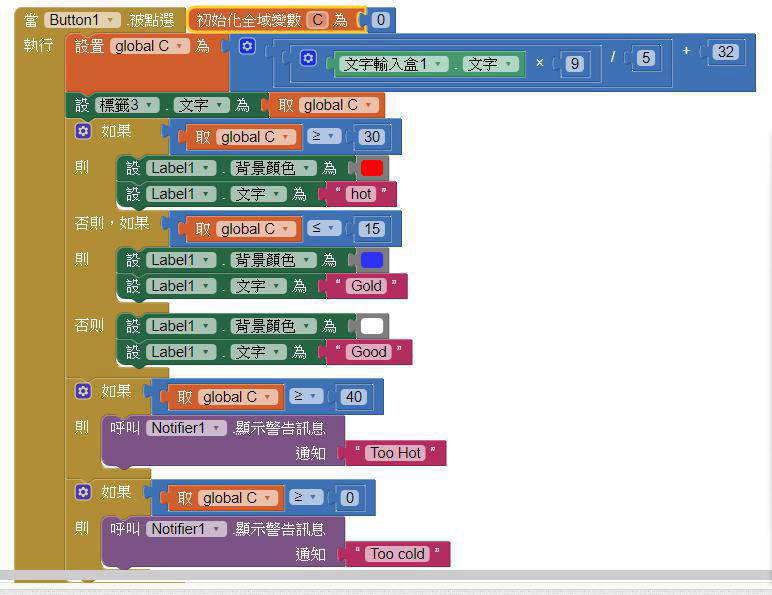 當 Button1 .被點選 初始化全域變數 C 為 0
執行 設置 global C 為 文字輸入盒1 . 文字 × 9 / 5 + 32
設 標籤3 . 文字 為 取 global C
如果 取 global C ≥ 30
則 設 Label1 . 背景顏色 為
設 Label1 . 文字 為 “ hot ”
否則，如果 取 global C ≤ 15
則 設 Label1 . 背景顏色 為
設 Label1 . 文字 為 “ Gold ”
否則 設 Label1 . 背景顏色 為
設 Label1 . 文字 為 “ Good ”
如果 取 global C ≥ 40
則 呼叫 Notifier1 .顯示警告訊息
通知 “ Too Hot ”
如果 取 global C ≥ 0
則 呼叫 Notifier1 .顯示警告訊息
通知 “ Too cold ”